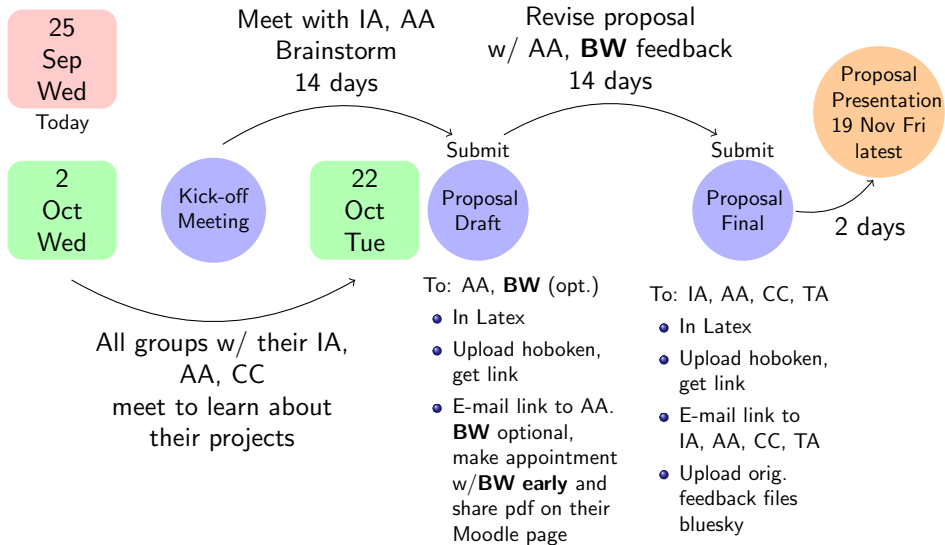 25
Sep
Wed
Today
Meet with IA, AA
Brainstorm
14 days
Revise proposal
w/ AA, BW feedback
14 days
Proposal
Presentation
19 Nov Fri
latest
2
Oct
Wed
Kick-off
Meeting
22
Oct
Tue
Submit
Proposal
Draft
Submit
Proposal
Final
2 days
All groups w/ their IA,
AA, CC
meet to learn about
their projects
To: AA, BW (opt.)
In Latex
Upload hoboken,
get link
E-mail link to AA.
BW optional,
make appointment
w/BW early and
share pdf on their
Moodle page
To: IA, AA, CC, TA
In Latex
Upload hoboken,
get link
E-mail link to
IA, AA, CC, TA
Upload orig.
feedback files
bluesky